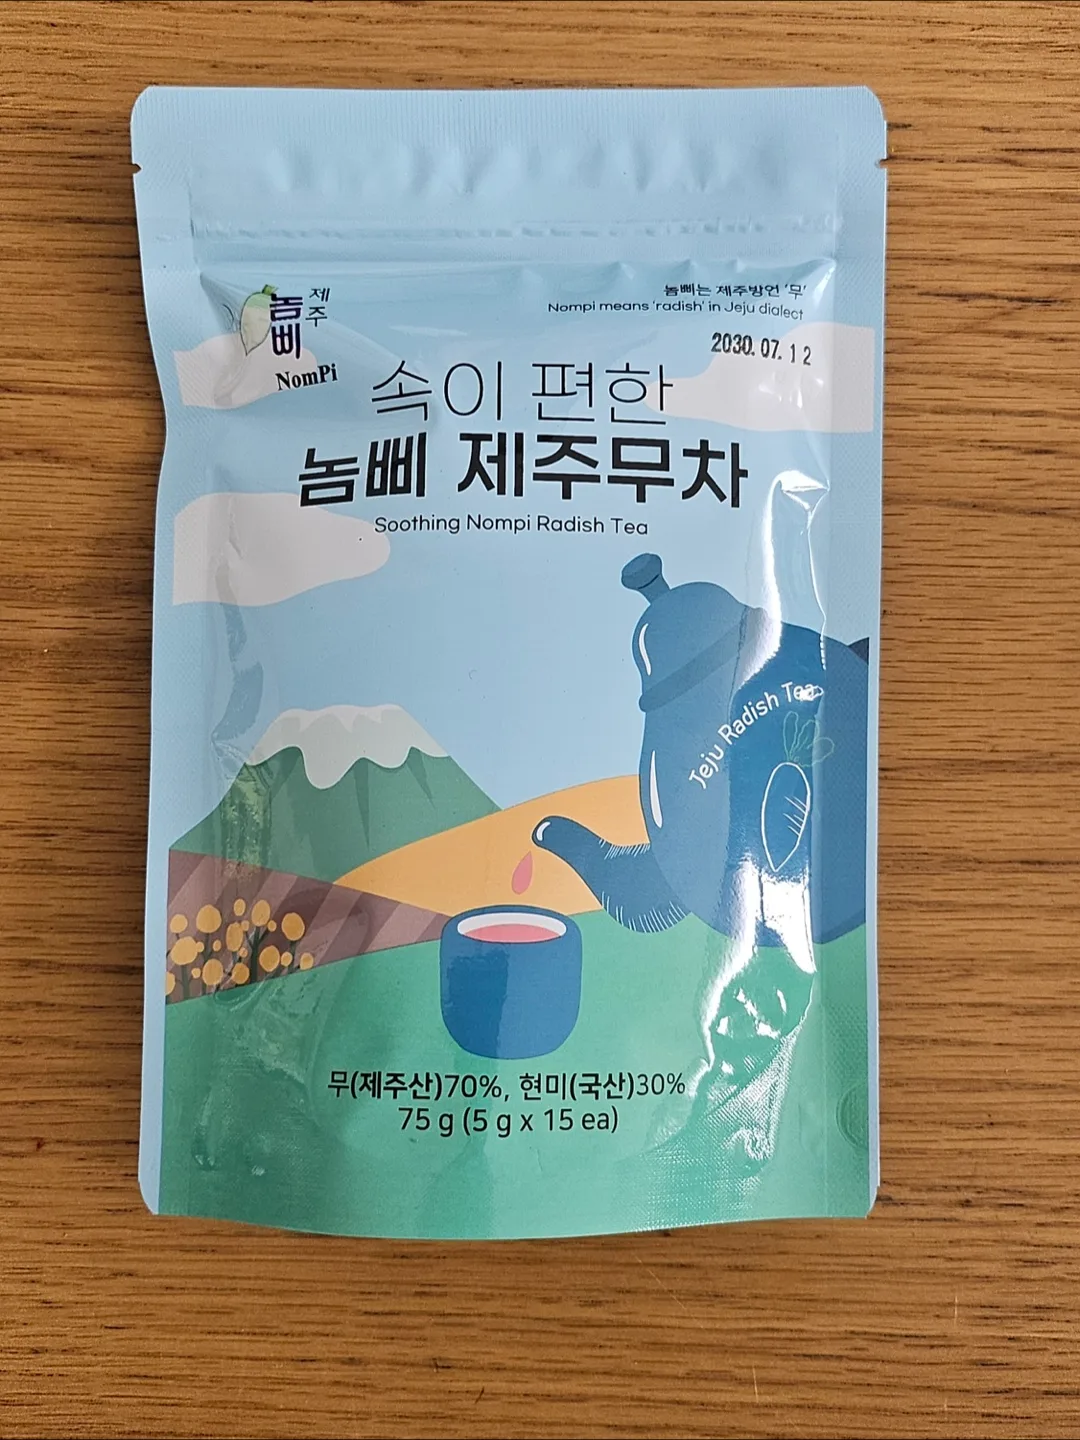 제주
놈삐
NomPi
놈삐는 제주방언 '무'
Nompi means 'radish' in Jeju dialect
2030. 07. 12
속이 편한
놈삐 제주무차
Soothing Nompi Radish Tea
Jeju Radish Tea
무(제주산)70%, 현미(국산)30%
75 g (5 g x 15 ea)